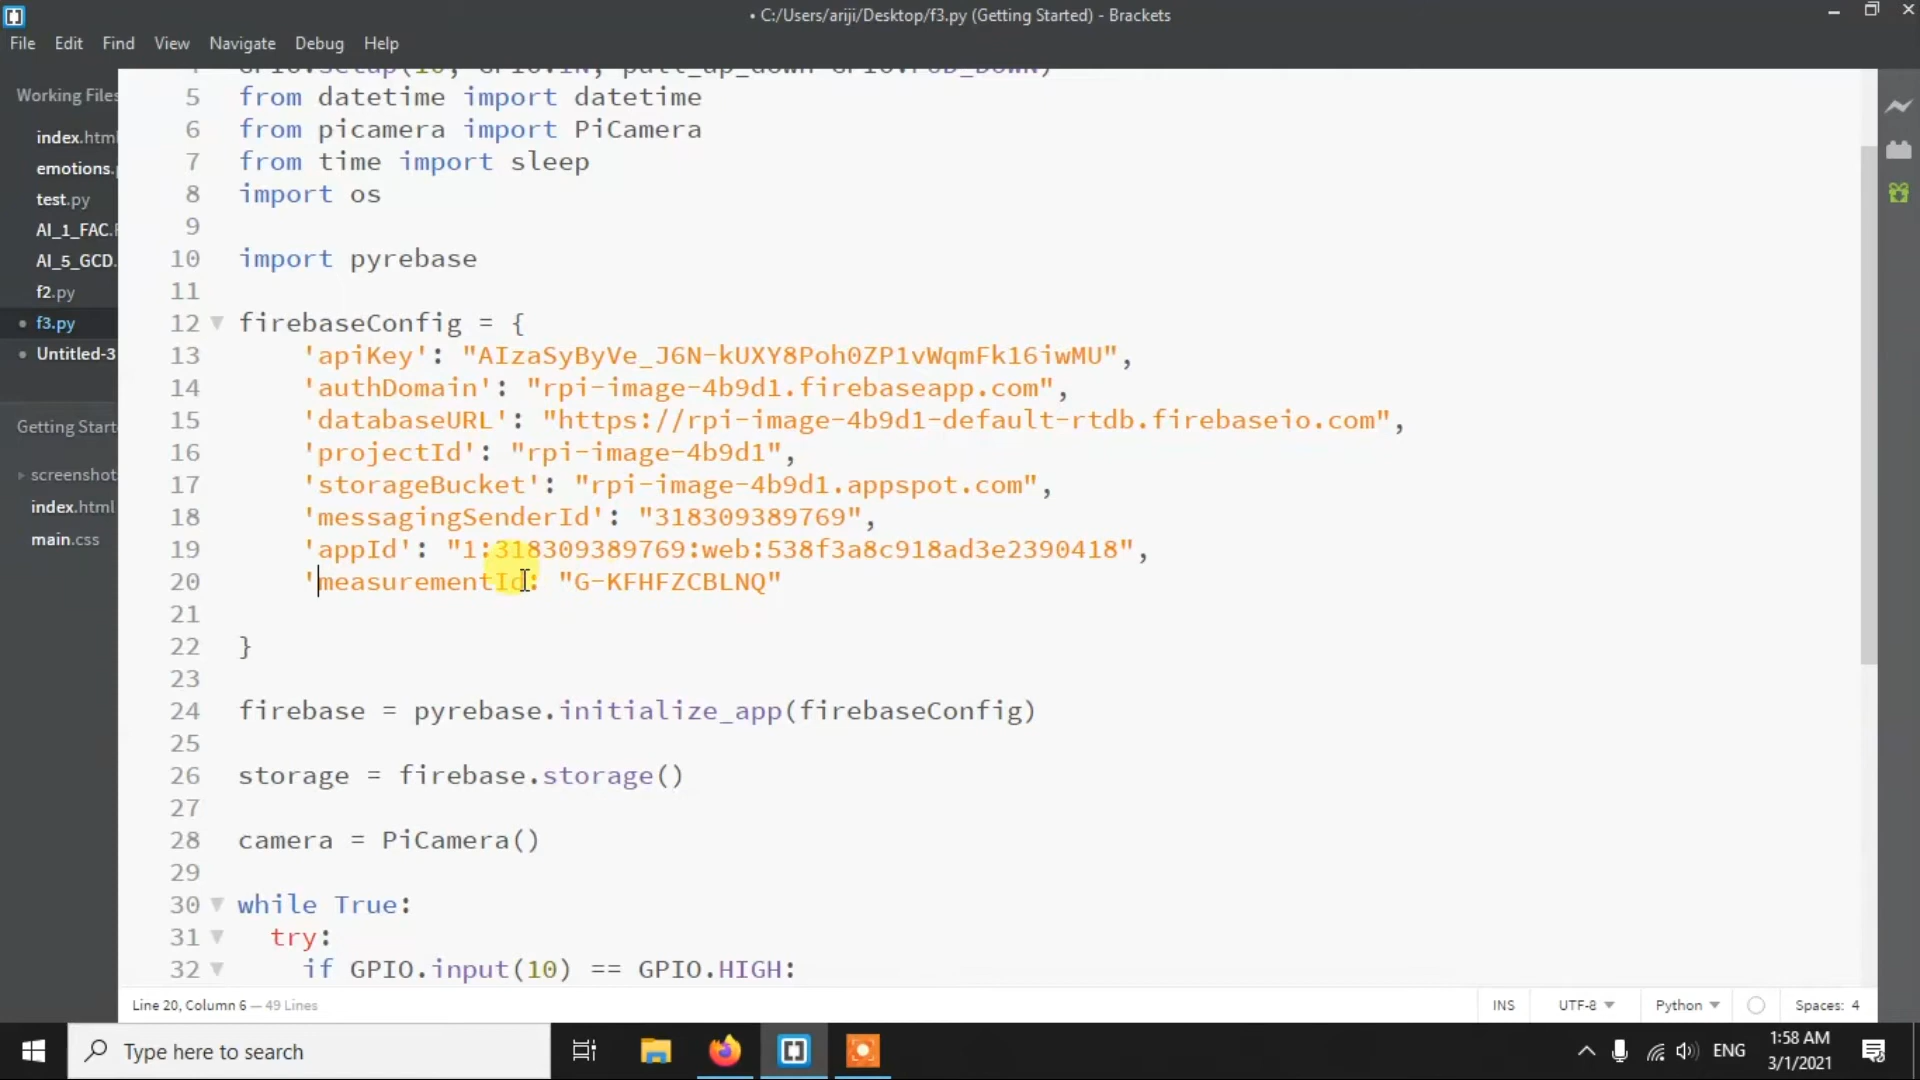 • C:/Users/ariji/Desktop/f3.py (Getting Started) - Brackets
File Edit Find View Navigate Debug Help
Working Files
index.html
emotions.p
test.py
AI_1_FAC.
AI_5_GCD.
f2.py
f3.py
Untitled-3
Getting Start
screenshot
index.html
main.css
GPIO.setup(10, GPIO.IN, pull_up_down=GPIO.PUD_DOWN)
5 from datetime import datetime
6 from picamera import PiCamera
7 from time import sleep
8 import os
9
10 import pyrebase
11
12 firebaseConfig = {
13 'apiKey': "AIzaSyByVe_J6N-kUXY8Poh0ZP1vWqmFk16iwMU",
14 'authDomain': "rpi-image-4b9d1.firebaseapp.com",
15 'databaseURL': "https://rpi-image-4b9d1-default-rtdb.firebaseio.com",
16 'projectId': "rpi-image-4b9d1",
17 'storageBucket': "rpi-image-4b9d1.appspot.com",
18 'messagingSenderId': "318309389769",
19 'appId': "1:318309389769:web:538f3a8c918ad3e2390418",
20 'measurementId: "G-KFHFZCBLNQ"
21
22 }
23
24 firebase = pyrebase.initialize_app(firebaseConfig)
25
26 storage = firebase.storage()
27
28 camera = PiCamera()
29
30 while True:
31 try:
32 if GPIO.input(10) == GPIO.HIGH:
Line 20, Column 6 — 49 Lines
INS UTF-8 Python Spaces: 4
Type here to search
ENG
1:58 AM
3/1/2021